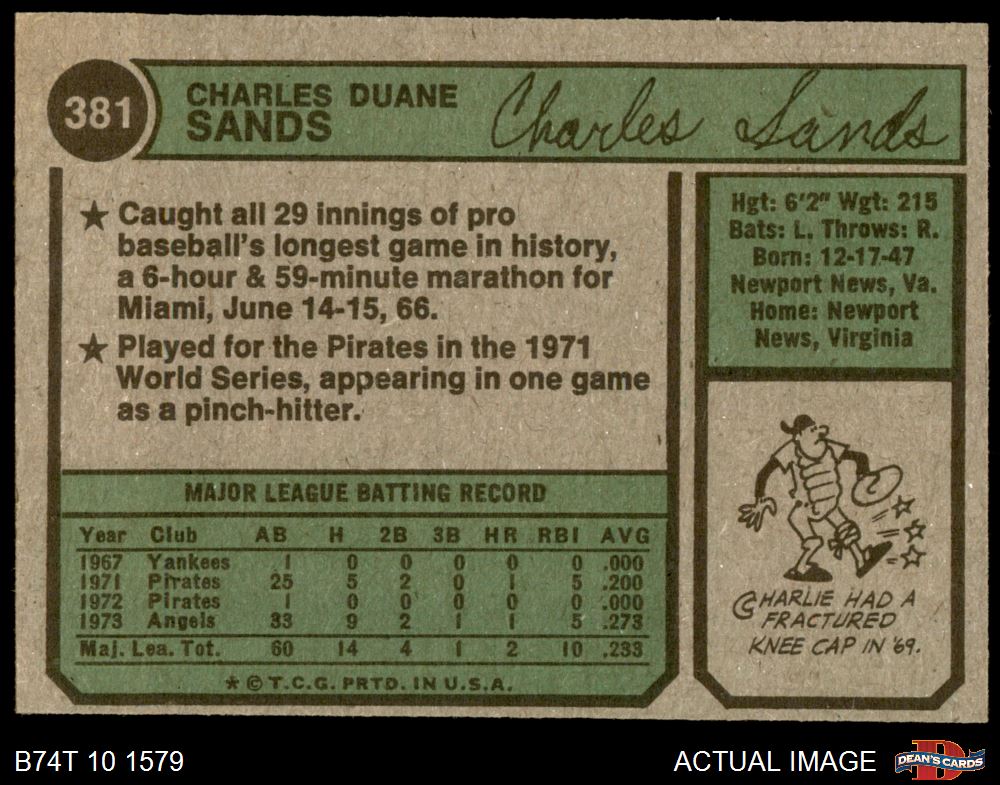 381
CHARLES DUANE
SANDS
Charles Sands
★ Caught all 29 innings of pro
baseball's longest game in history,
a 6-hour & 59-minute marathon for
Miami, June 14-15, 66.
★ Played for the Pirates in the 1971
World Series, appearing in one game
as a pinch-hitter.
Hgt: 6'2" Wgt: 215
Bats: L. Throws: R.
Born: 12-17-47
Newport News, Va.
Home: Newport
News, Virginia
MAJOR LEAGUE BATTING RECORD
Year Club AB H 2B 3B HR RBI AVG
1967 Yankees 1 0 0 0 0 0 .000
1971 Pirates 25 5 2 0 1 5 .200
1972 Pirates 1 0 0 0 0 0 .000
1973 Angels 33 9 2 1 1 5 .273
Maj. Lea. Tot. 60 14 4 1 2 10 .233
★ © T.C.G. PRTD. IN U.S.A.
CHARLIE HAD A
FRACTURED
KNEE CAP IN '69.
B74T 10 1579
ACTUAL IMAGE
DEAN'S CARDS